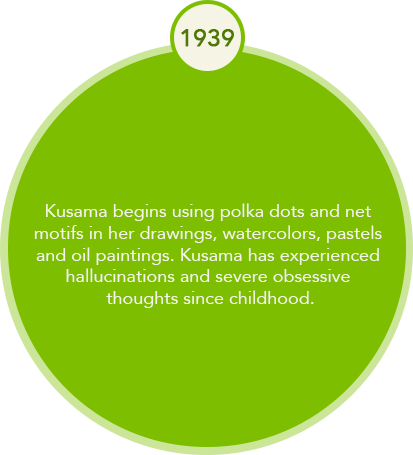 1939
Kusama begins using polka dots and net
motifs in her drawings, watercolors, pastels
and oil paintings. Kusama has experienced
hallucinations and severe obsessive
thoughts since childhood.